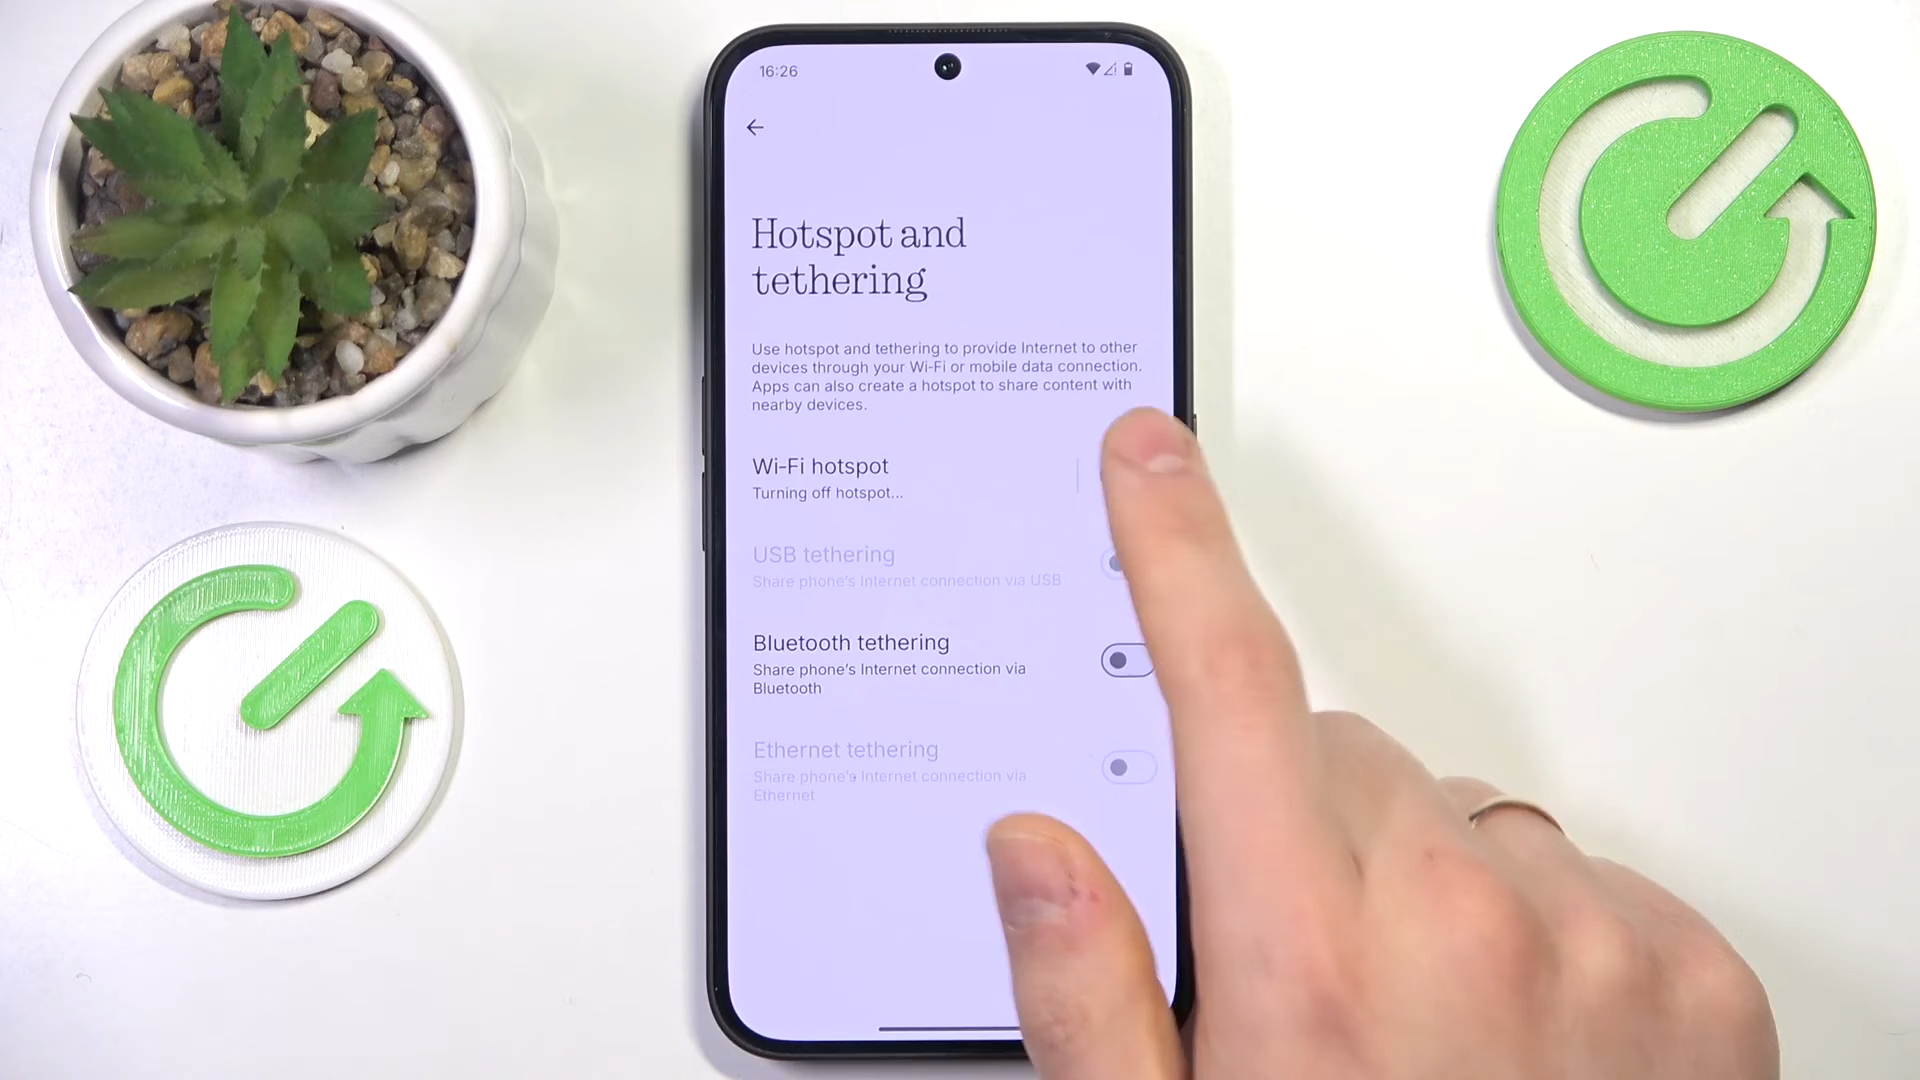 16:26
Hotspot and
tethering
Use hotspot and tethering to provide Internet to other
devices through your Wi-Fi or mobile data connection.
Apps can also create a hotspot to share content with
nearby devices.
Wi-Fi hotspot
Turning off hotspot...
USB tethering
Share phone's Internet connection via USB
Bluetooth tethering
Share phone's Internet connection via
Bluetooth
Ethernet tethering
Share phone's Internet connection via
Ethernet